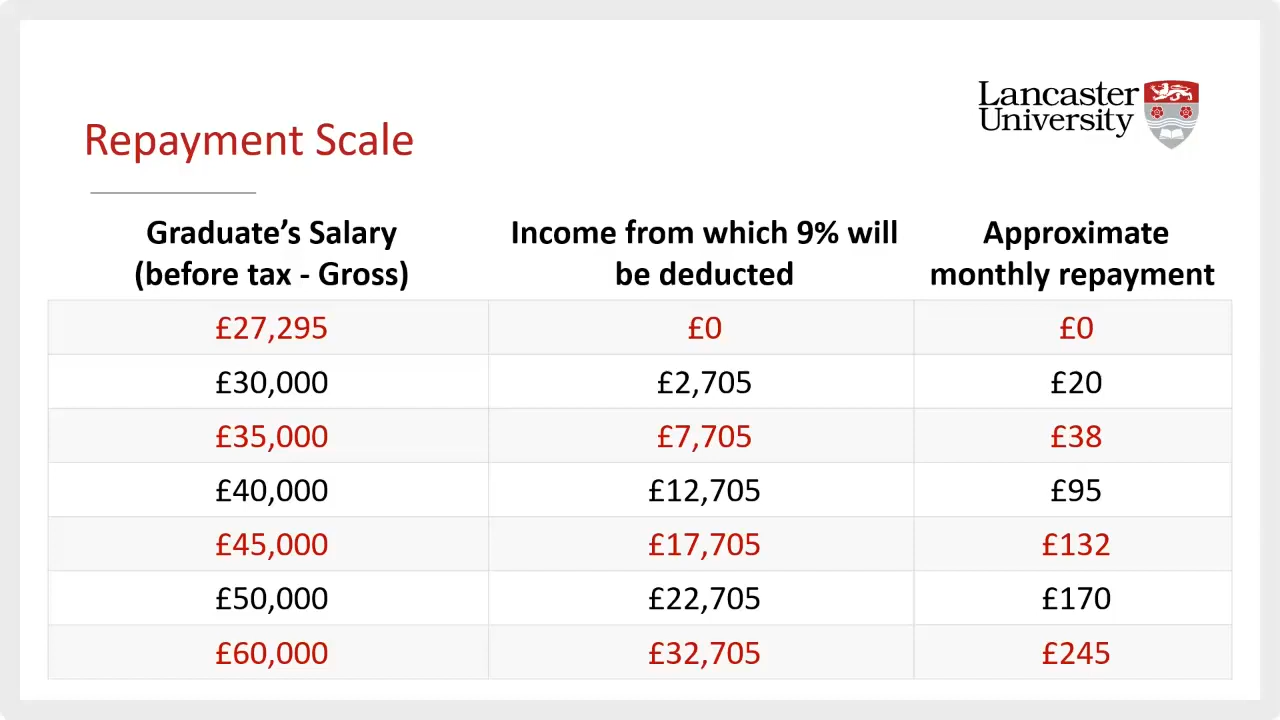 Lancaster
University
Repayment Scale
Graduate’s Salary
(before tax - Gross)
Income from which 9% will
be deducted
Approximate
monthly repayment
£27,295 £0 £0
£30,000 £2,705 £20
£35,000 £7,705 £38
£40,000 £12,705 £95
£45,000 £17,705 £132
£50,000 £22,705 £170
£60,000 £32,705 £245